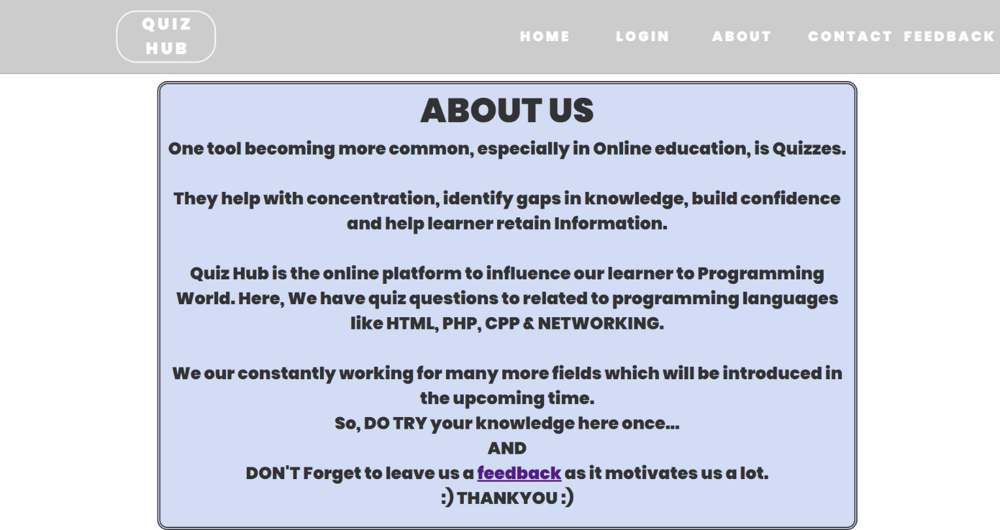 QUIZ
HUB
HOME LOGIN ABOUT CONTACT FEEDBACK
ABOUT US
One tool becoming more common, especially in Online education, is Quizzes.
They help with concentration, identify gaps in knowledge, build confidence
and help learner retain Information.
Quiz Hub is the online platform to influence our learner to Programming
World. Here, We have quiz questions to related to programming languages
like HTML, PHP, CPP & NETWORKING.
We our constantly working for many more fields which will be introduced in
the upcoming time.
So, DO TRY your knowledge here once...
AND
DON'T Forget to leave us a feedback as it motivates us a lot.
:) THANKYOU :)